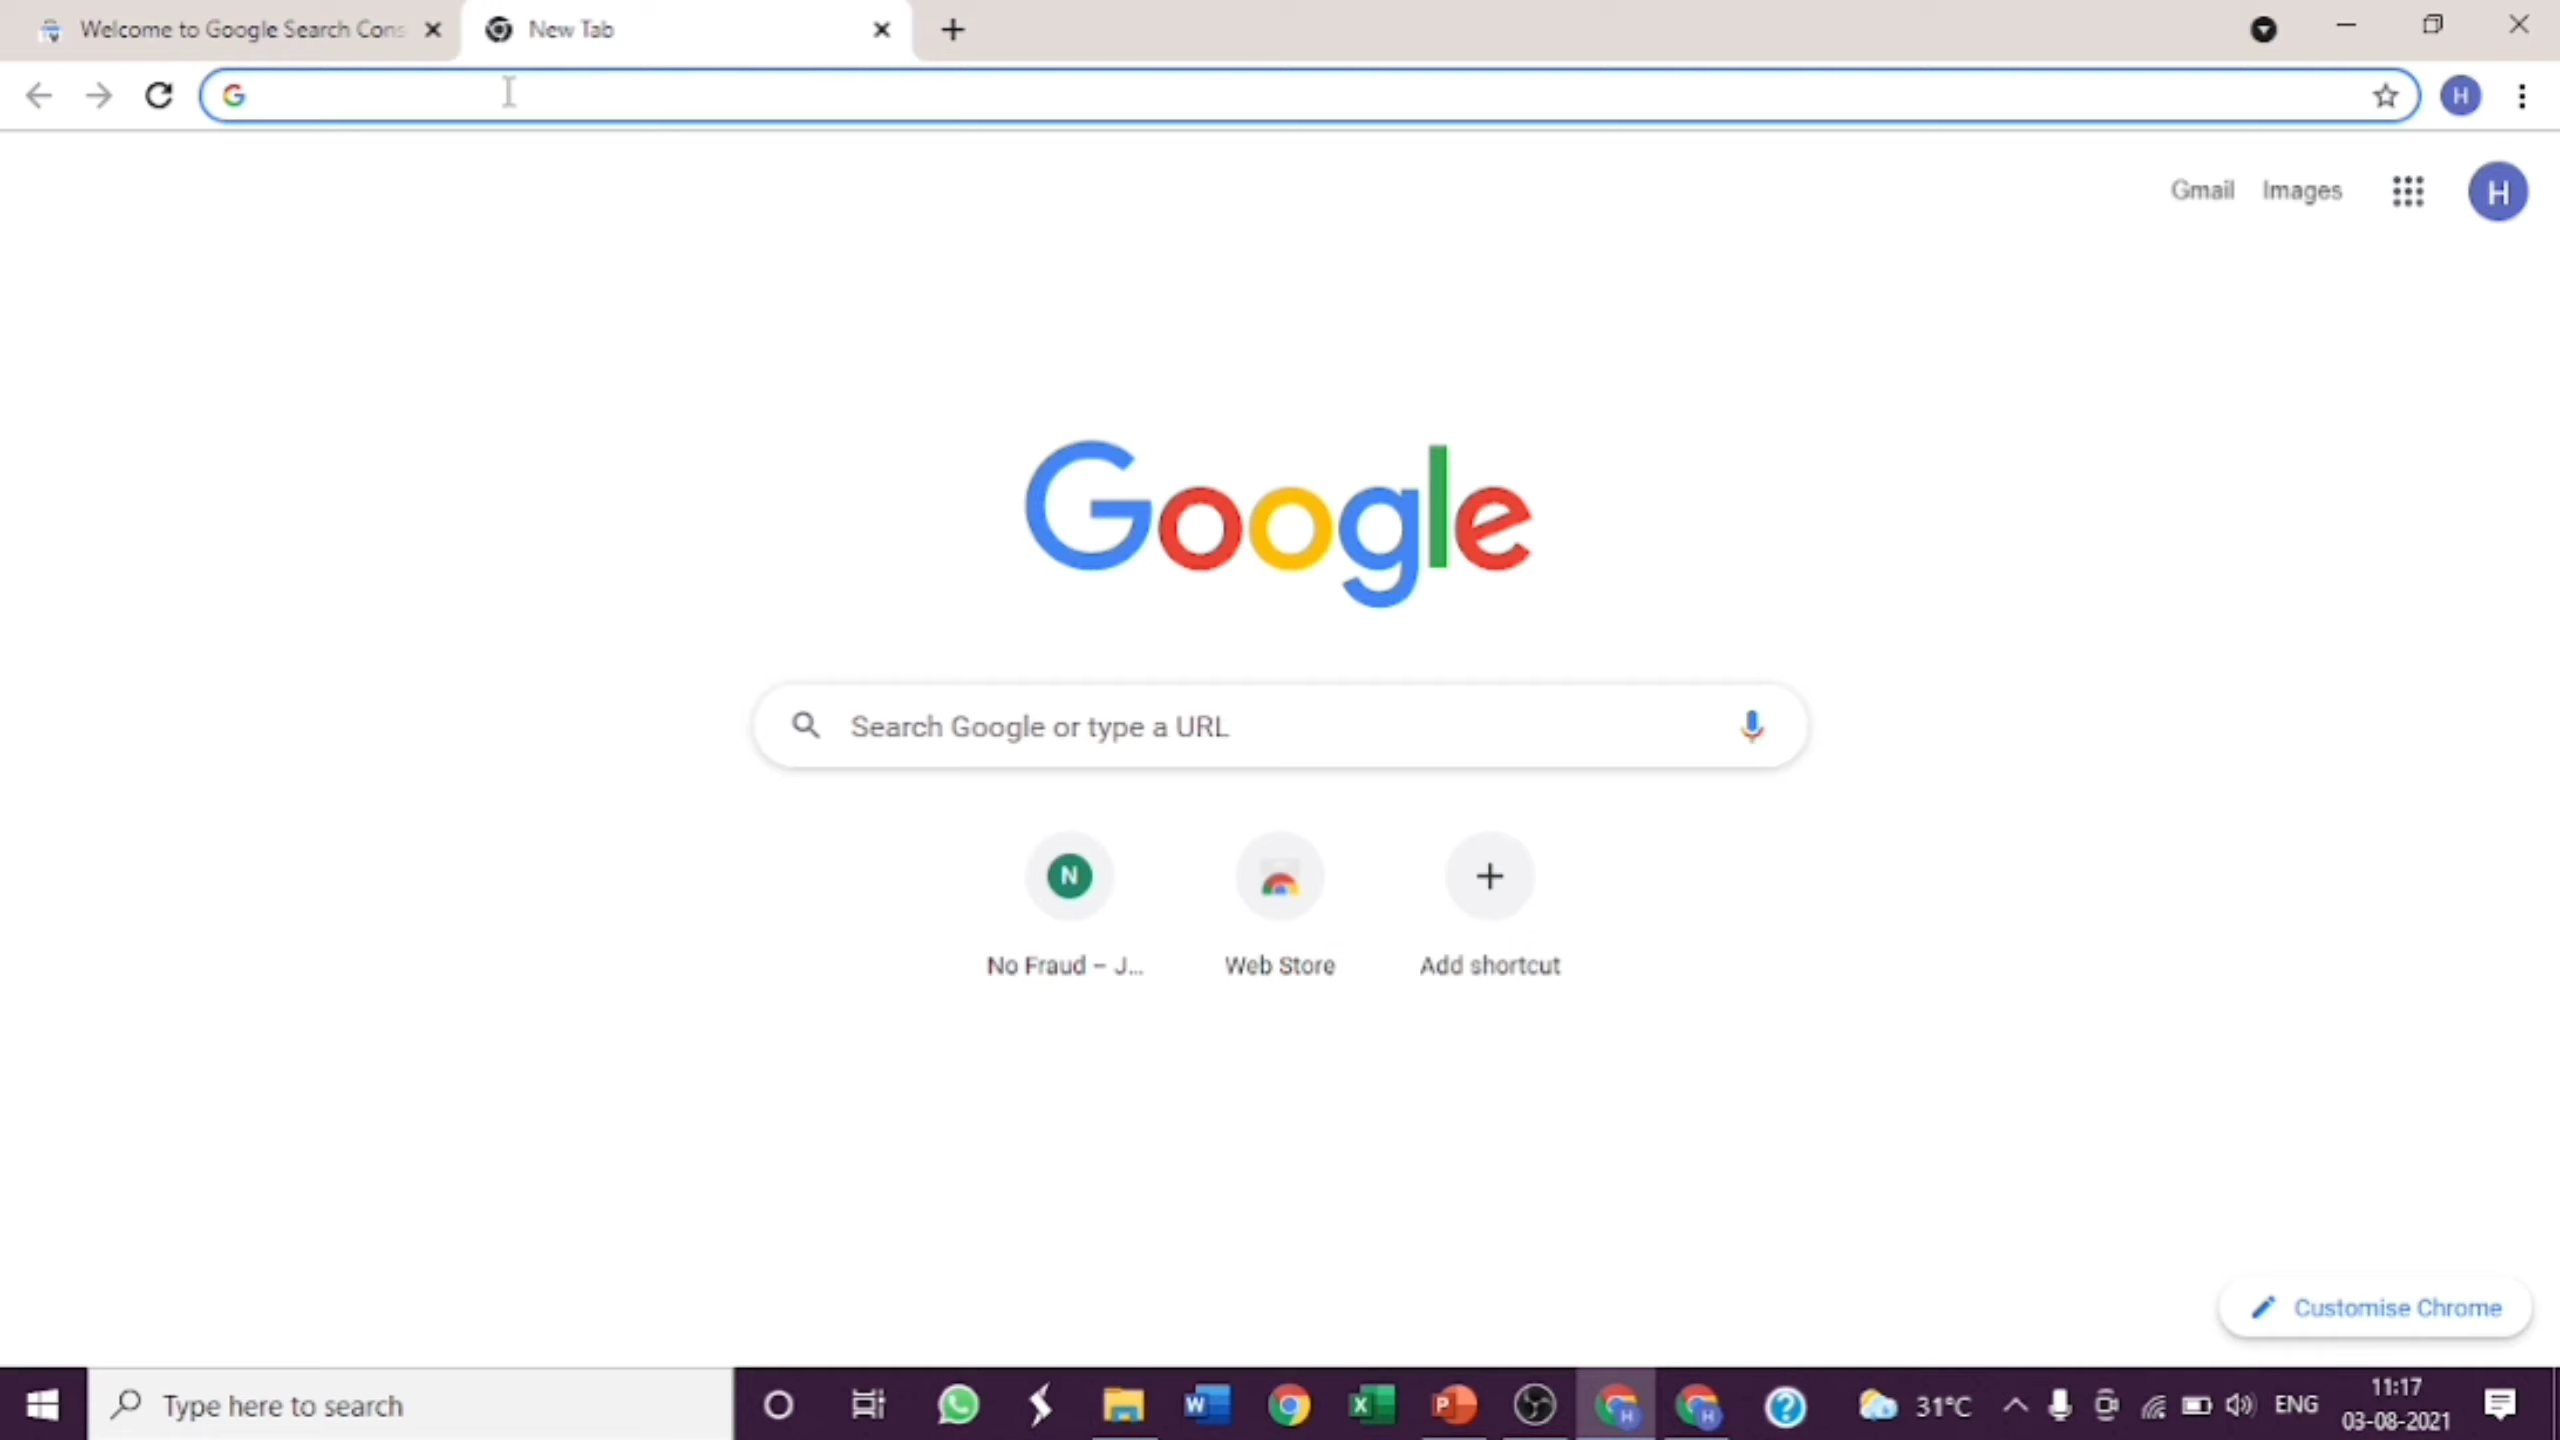 Welcome to Google Search Cons
New Tab
H
Gmail Images
H
Google
Search Google or type a URL
N
No Fraud – J...
Web Store
Add shortcut
Customise Chrome
Type here to search
31°C
ENG
11:17
03-08-2021